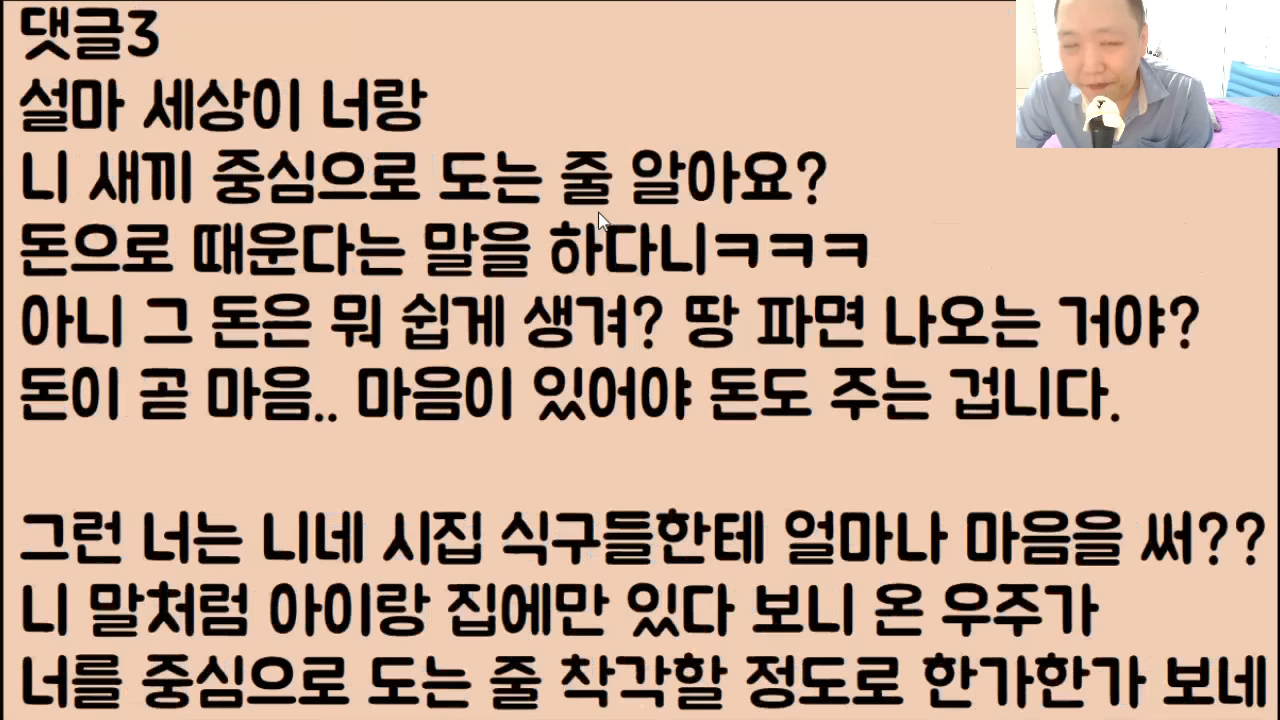 댓글3
설마 세상이 너랑
니 새끼 중심으로 도는 줄 알아요?
돈으로 때운다는 말을 하다니ㅋㅋㅋ
아니 그 돈은 뭐 쉽게 생겨? 땅 파면 나오는 거야?
돈이 곧 마음.. 마음이 있어야 돈도 주는 겁니다.
그런 너는 니네 시집 식구들한테 얼마나 마음을 써??
니 말처럼 아이랑 집에만 있다 보니 온 우주가
너를 중심으로 도는 줄 착각할 정도로 한가한가 보네